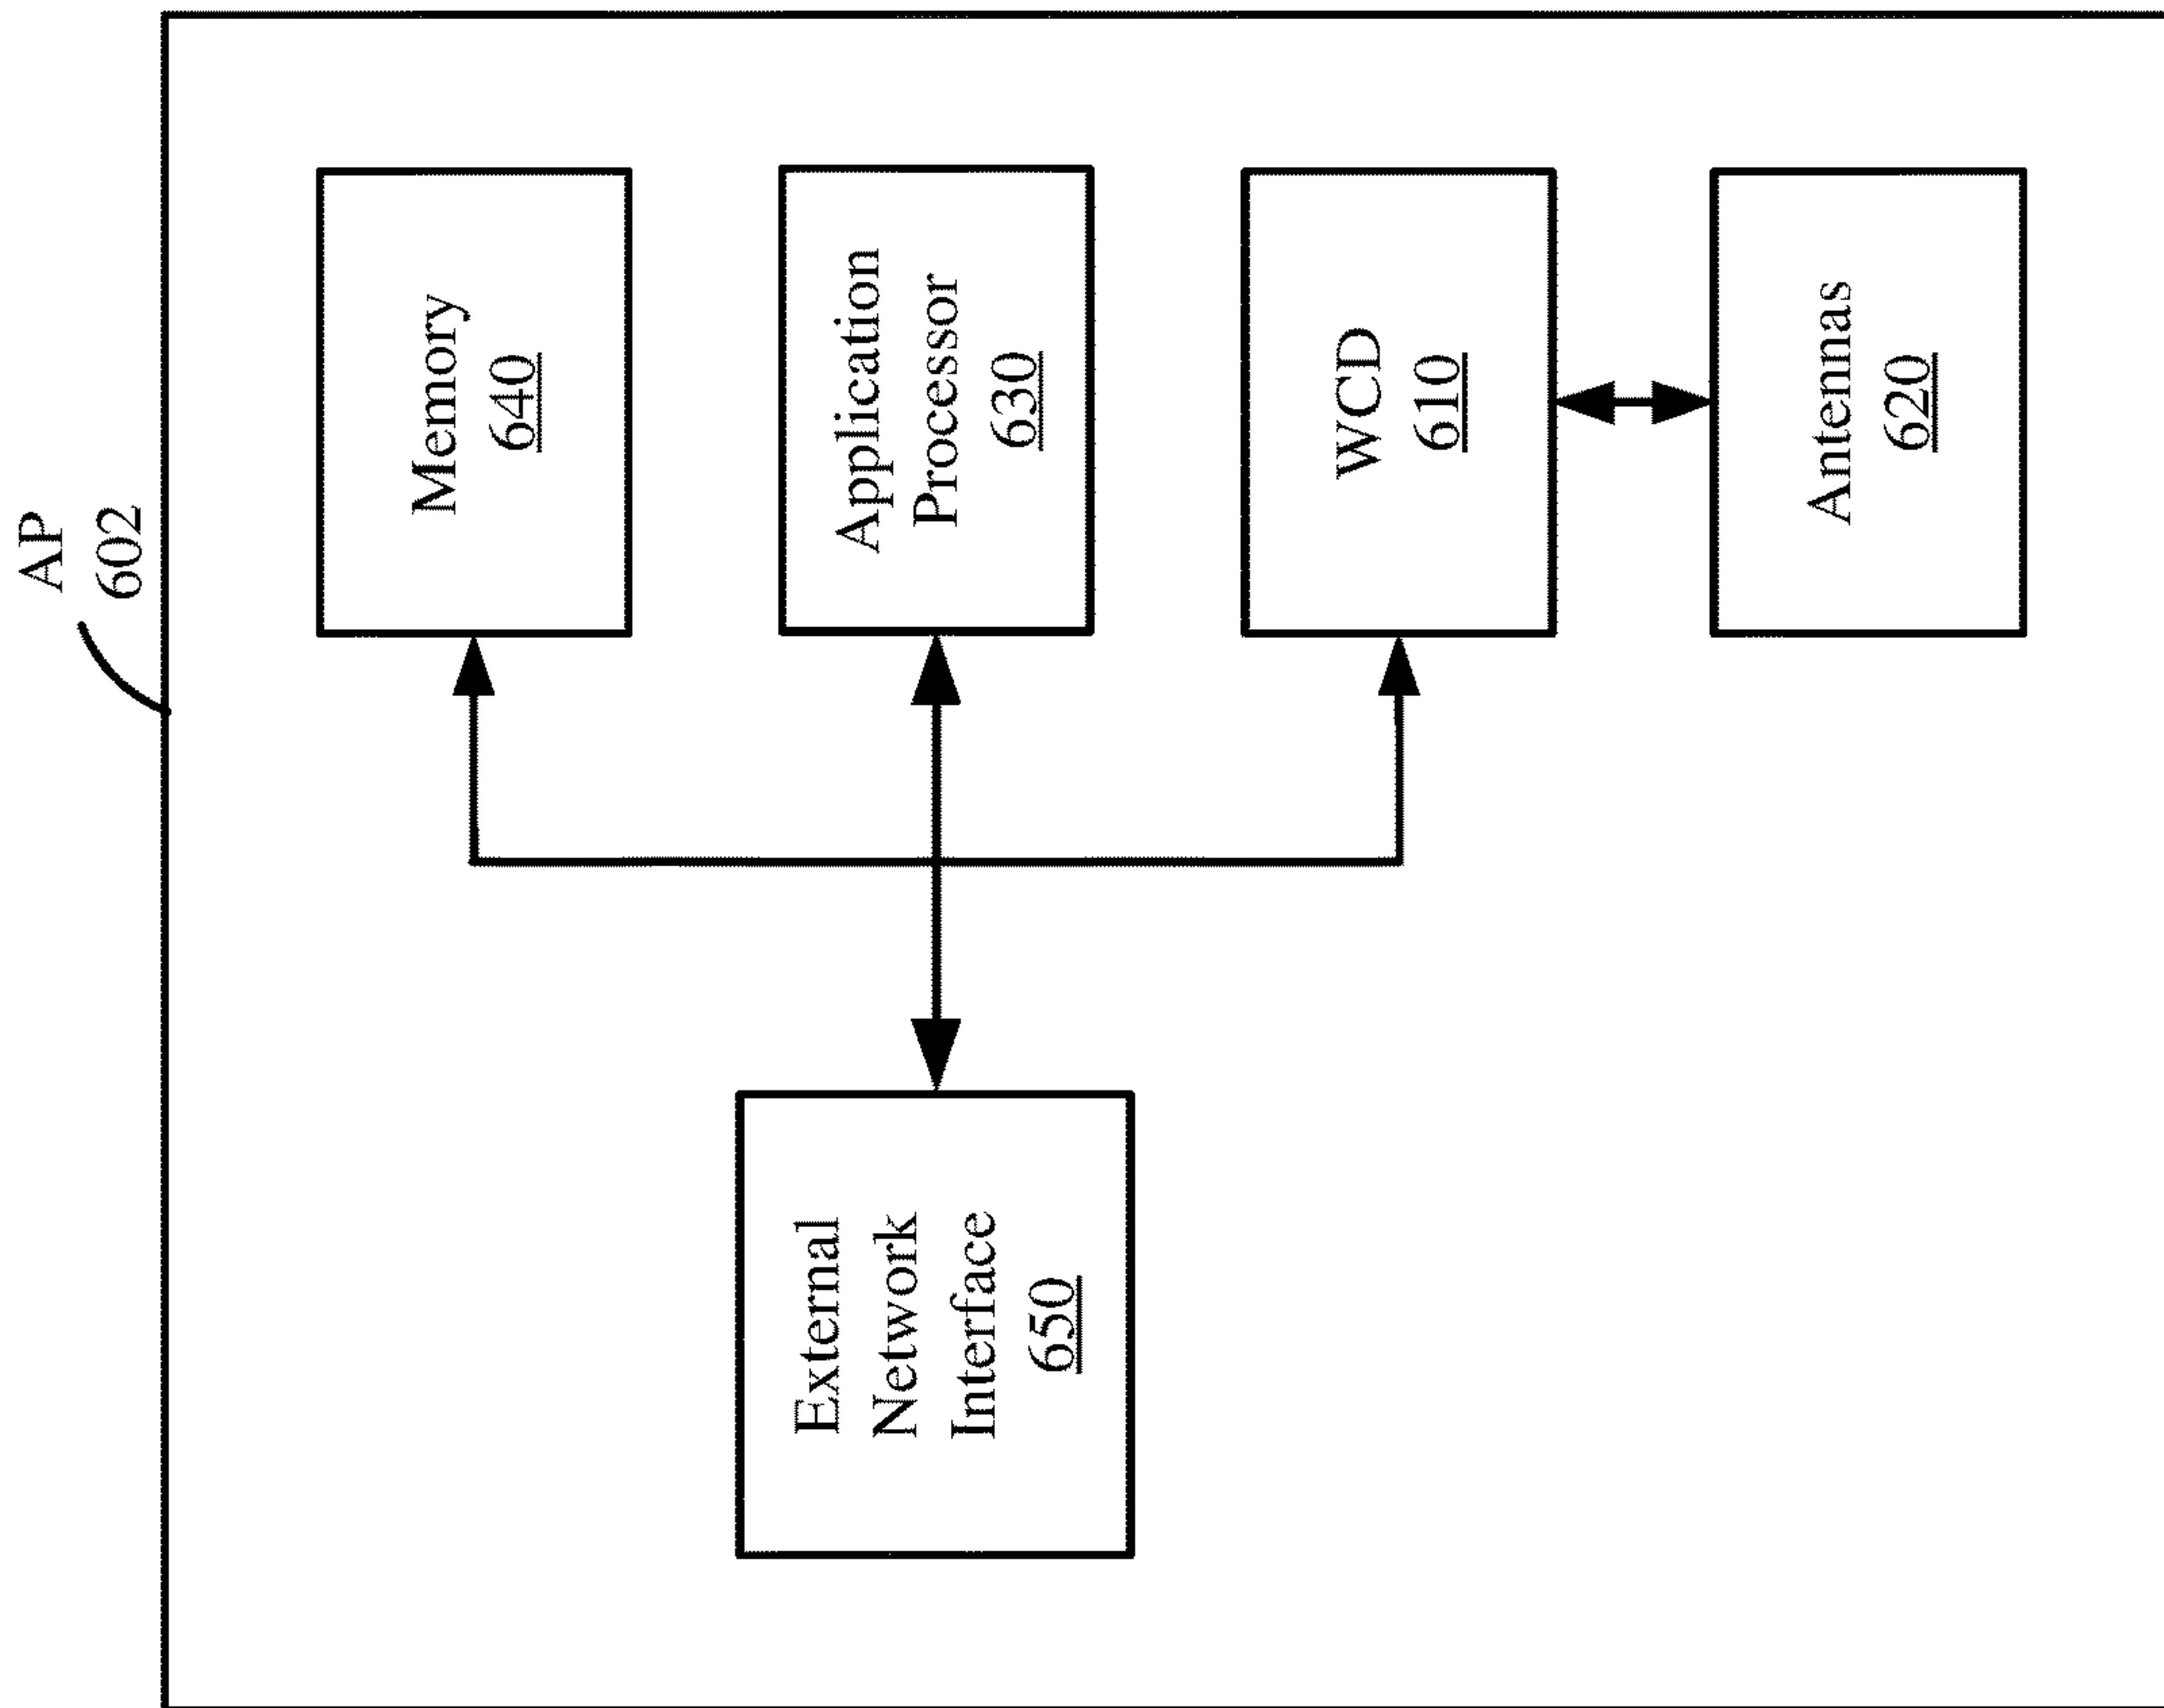 AP
602
Memory
640
Application
Processor
630
WCD
610
Antennas
620
External
Network
Interface
650